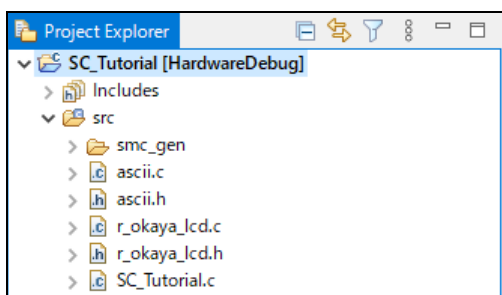 Project Explorer
SC_Tutorial [HardwareDebug]
Includes
src
smc_gen
ascii.c
ascii.h
r_okaya_lcd.c
r_okaya_lcd.h
SC_Tutorial.c